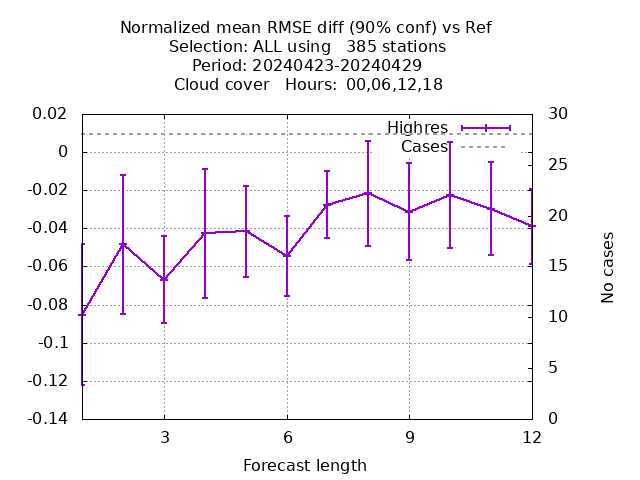 Normalized mean RMSE diff (90% conf) vs Ref
Selection: ALL using   385 stations
Period: 20240423-20240429
Cloud cover   Hours:  00,06,12,18
Highres
Cases
0.02
0
-0.02
-0.04
-0.06
-0.08
-0.1
-0.12
-0.14
30
25
20
15
10
5
0
No cases
3
6
9
12
Forecast length